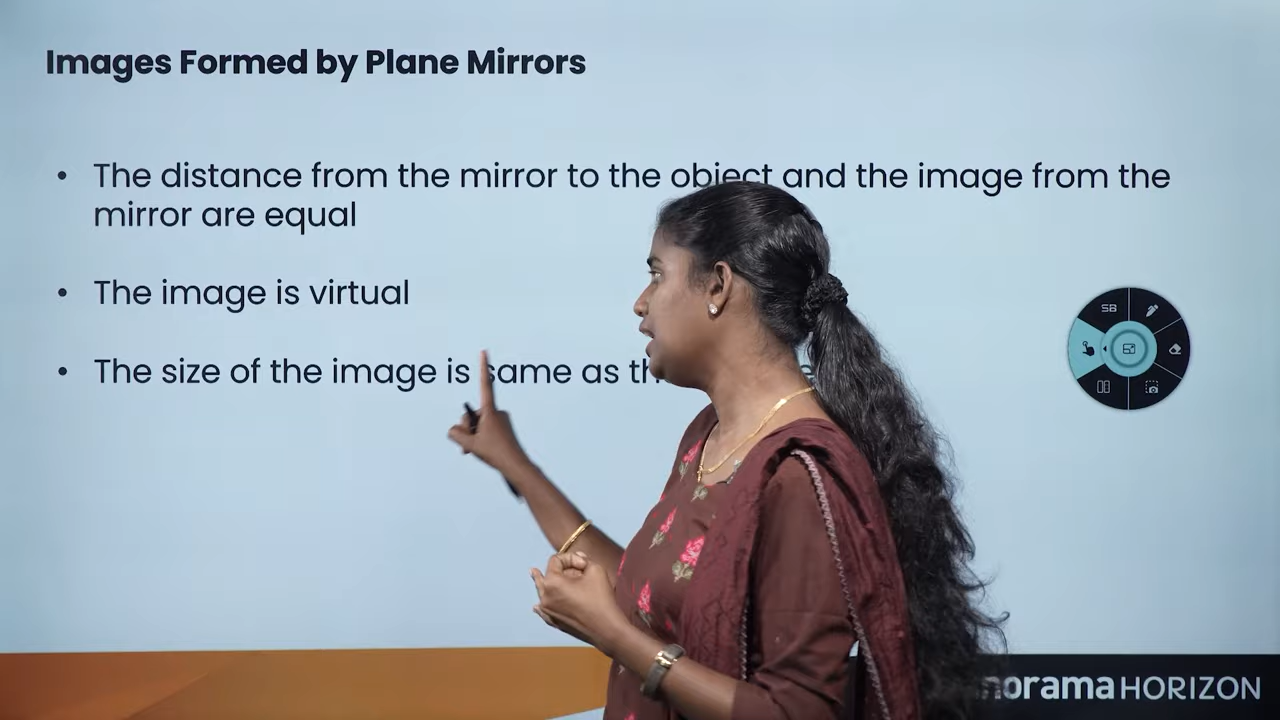 Images Formed by Plane Mirrors
• The distance from the mirror to the object and the image from the
mirror are equal
• The image is virtual
• The size of the image is same as
SB
norama HORIZON